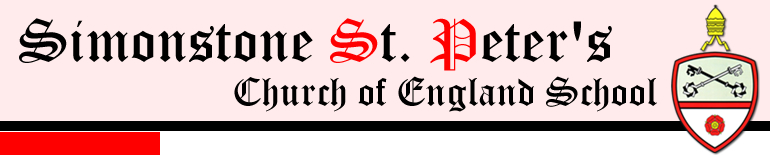 Simonstone St. Peter's
Church of England School